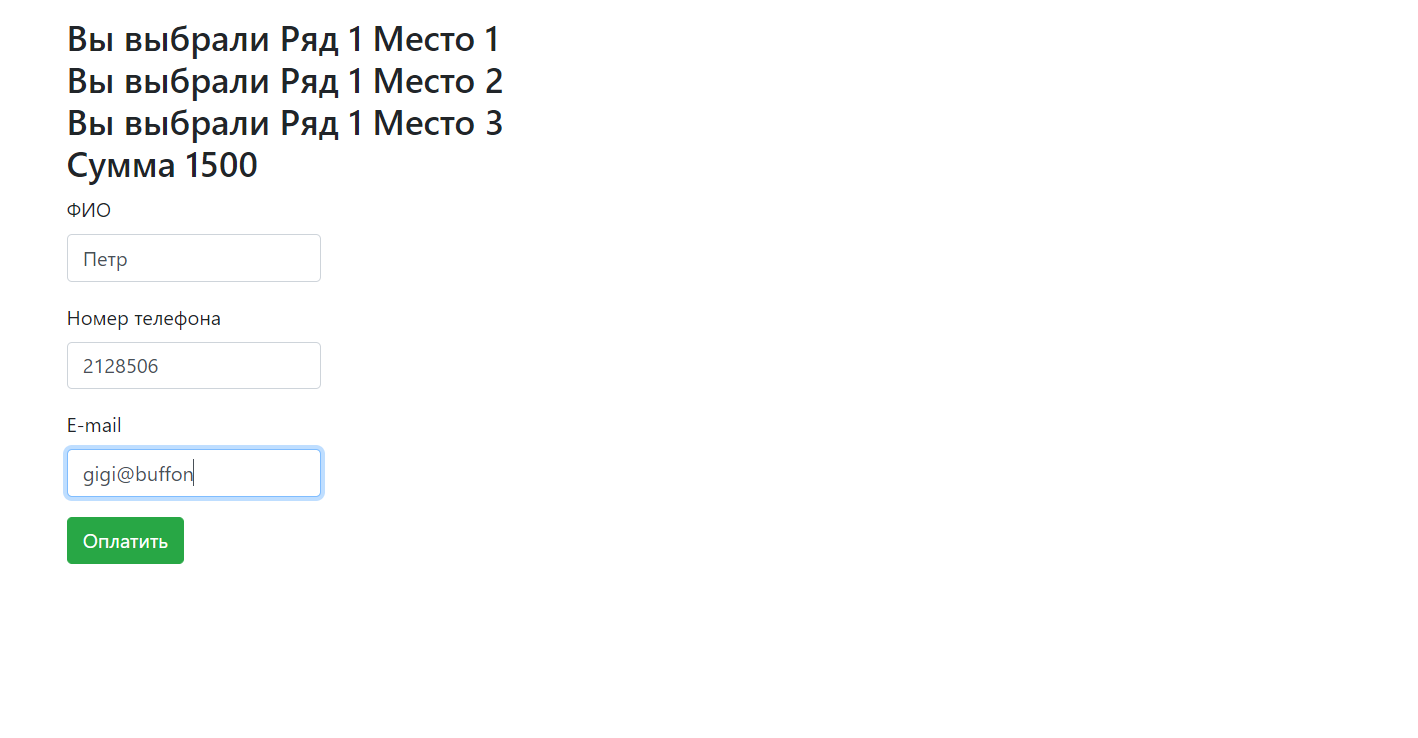 Вы выбрали Ряд 1 Место 1
Вы выбрали Ряд 1 Место 2
Вы выбрали Ряд 1 Место 3
Сумма 1500
ФИО
Петр
Номер телефона
2128506
E-mail
gigi@buffon
Оплатить